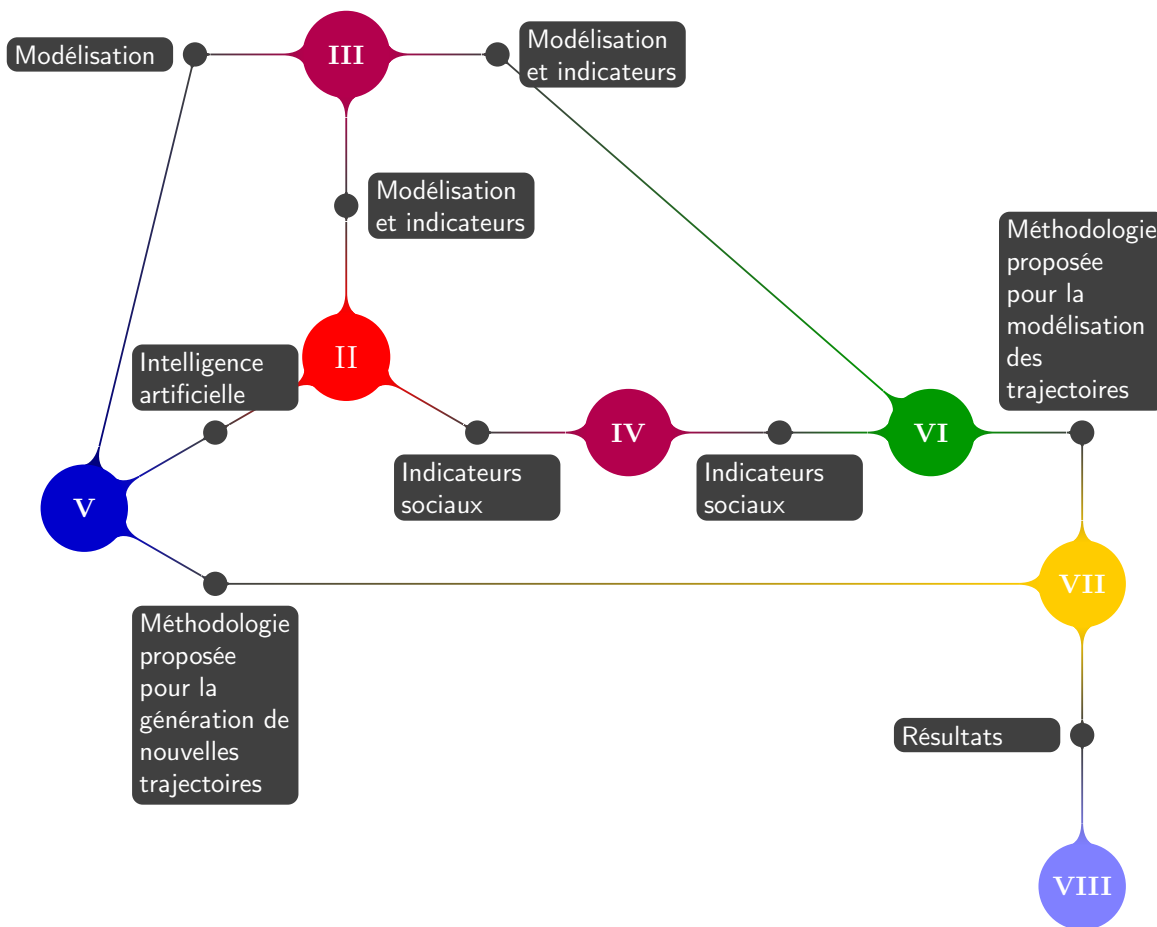 Modélisation
III
Modélisation
et indicateurs
Modélisation
et indicateurs
Méthodologie
proposée
pour la
modélisation
des
trajectoires
II
Intelligence
artificielle
IV
VI
Indicateurs
sociaux
Indicateurs
sociaux
V
VII
Méthodologie
proposée
pour la
génération de
nouvelles
trajectoires
Résultats
VIII